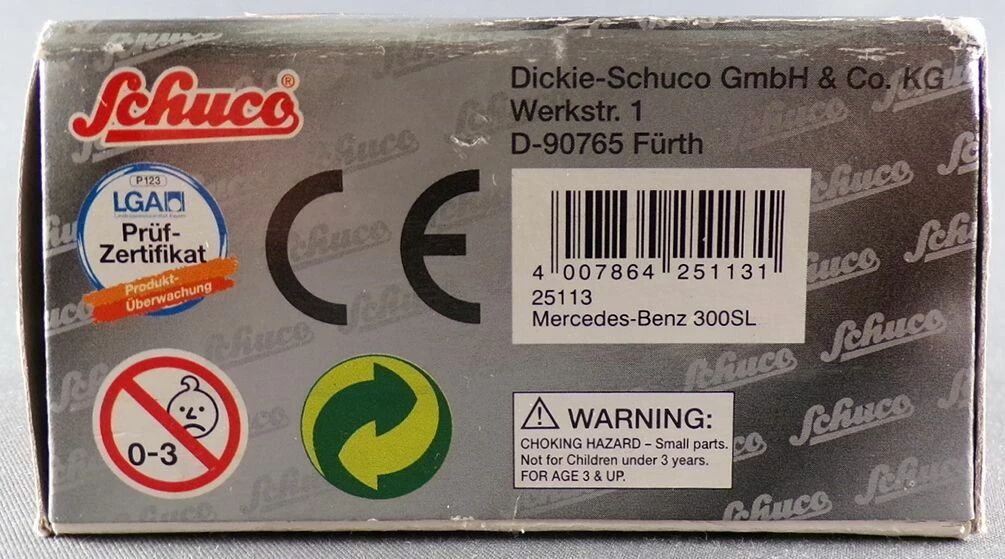 Schuco®
Dickie-Schuco GmbH & Co. KG
Werkstr. 1
D-90765 Fürth
P123
LGA
Prüf-
Zertifikat
Produkt-
Überwachung
CE
4 007864 251131
25113
Mercedes-Benz 300SL
0-3
WARNING:
CHOKING HAZARD – Small parts.
Not for Children under 3 years.
FOR AGE 3 & UP.